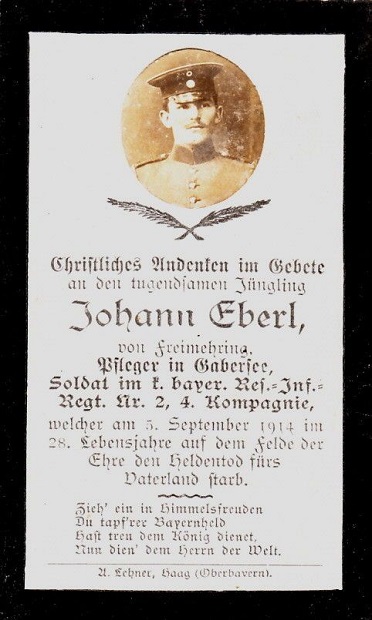 Christliches Andenken im Gebete
an den tugendsamen Jüngling
Johann Eberl,
von Freimehring.
Pfleger in Gabersee,
Soldat im k. bayer. Res.-Inf.-
Regt. Nr. 2, 4. Kompagnie,
welcher am 5. September 1914 im
28. Lebensjahre auf dem Felde der
Ehre den Heldentod fürs
Vaterland starb.
Zieh' ein in Himmelsfreuden
Du tapf'rer Bayernheld
Hast treu dem König dienet,
Nun dien' dem Herrn der Welt.
A. Lehner, Haag (Oberbayern).